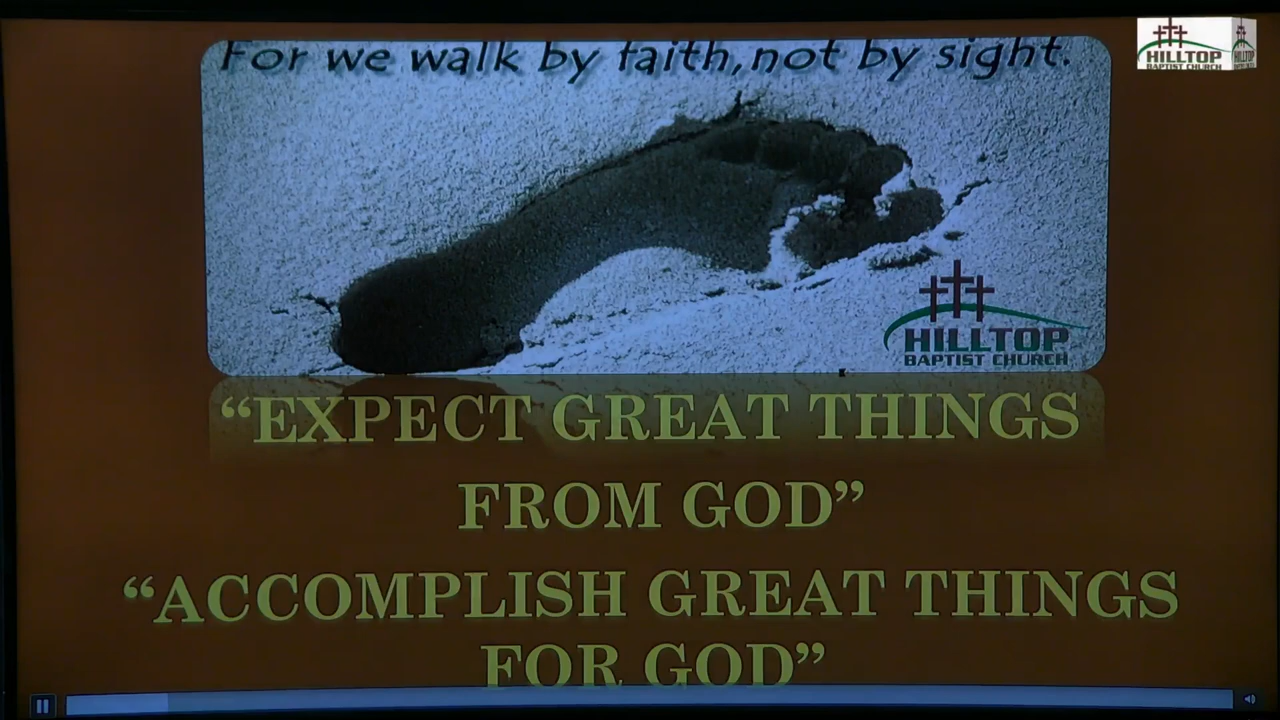 For we walk by faith, not by sight.
HILLTOP
BAPTIST CHURCH
HILLTOP
BAPTIST CHURCH
“EXPECT GREAT THINGS
FROM GOD”
“ACCOMPLISH GREAT THINGS
FOR GOD”